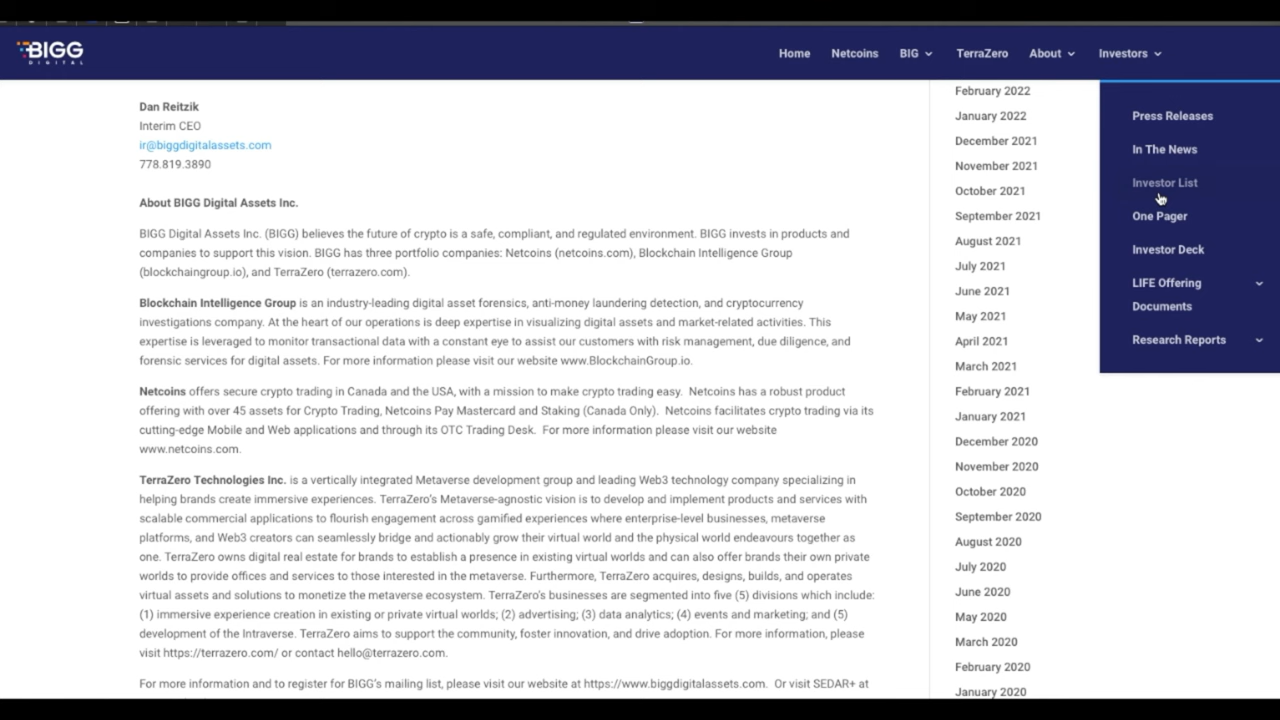 BIGG
DIGITAL
Home
Netcoins
BIG
TerraZero
About
Investors
Dan Reitzik
Interim CEO
ir@biggdigitalassets.com
778.819.3890
About BIGG Digital Assets Inc.
BIGG Digital Assets Inc. (BIGG) believes the future of crypto is a safe, compliant, and regulated environment. BIGG invests in products and
companies to support this vision. BIGG has three portfolio companies: Netcoins (netcoins.com), Blockchain Intelligence Group
(blockchaingroup.io), and TerraZero (terrazero.com).
Blockchain Intelligence Group is an industry-leading digital asset forensics, anti-money laundering detection, and cryptocurrency
investigations company. At the heart of our operations is deep expertise in visualizing digital assets and market-related activities. This
expertise is leveraged to monitor transactional data with a constant eye to assist our customers with risk management, due diligence, and
forensic services for digital assets. For more information please visit our website www.BlockchainGroup.io.
Netcoins offers secure crypto trading in Canada and the USA, with a mission to make crypto trading easy. Netcoins has a robust product
offering with over 45 assets for Crypto Trading, Netcoins Pay Mastercard and Staking (Canada Only). Netcoins facilitates crypto trading via its
cutting-edge Mobile and Web applications and through its OTC Trading Desk. For more information please visit our website
www.netcoins.com.
TerraZero Technologies Inc. is a vertically integrated Metaverse development group and leading Web3 technology company specializing in
helping brands create immersive experiences. TerraZero's Metaverse-agnostic vision is to develop and implement products and services with
scalable commercial applications to flourish engagement across gamified experiences where enterprise-level businesses, metaverse
platforms, and Web3 creators can seamlessly bridge and actionably grow their virtual world and the physical world endeavours together as
one. TerraZero owns digital real estate for brands to establish a presence in existing virtual worlds and can also offer brands their own private
worlds to provide offices and services to those interested in the metaverse. Furthermore, TerraZero acquires, designs, builds, and operates
virtual assets and solutions to monetize the metaverse ecosystem. TerraZero's businesses are segmented into five (5) divisions which include:
(1) immersive experience creation in existing or private virtual worlds; (2) advertising; (3) data analytics; (4) events and marketing; and (5)
development of the Intraverse. TerraZero aims to support the community, foster innovation, and drive adoption. For more information, please
visit https://terrazero.com/ or contact hello@terrazero.com.
For more information and to register for BIGG's mailing list, please visit our website at https://www.biggdigitalassets.com. Or visit SEDAR+ at
February 2022
January 2022
December 2021
November 2021
October 2021
September 2021
August 2021
July 2021
June 2021
May 2021
April 2021
March 2021
February 2021
January 2021
December 2020
November 2020
October 2020
September 2020
August 2020
July 2020
June 2020
May 2020
March 2020
February 2020
January 2020
Press Releases
In The News
Investor List
One Pager
Investor Deck
LIFE Offering
Documents
Research Reports